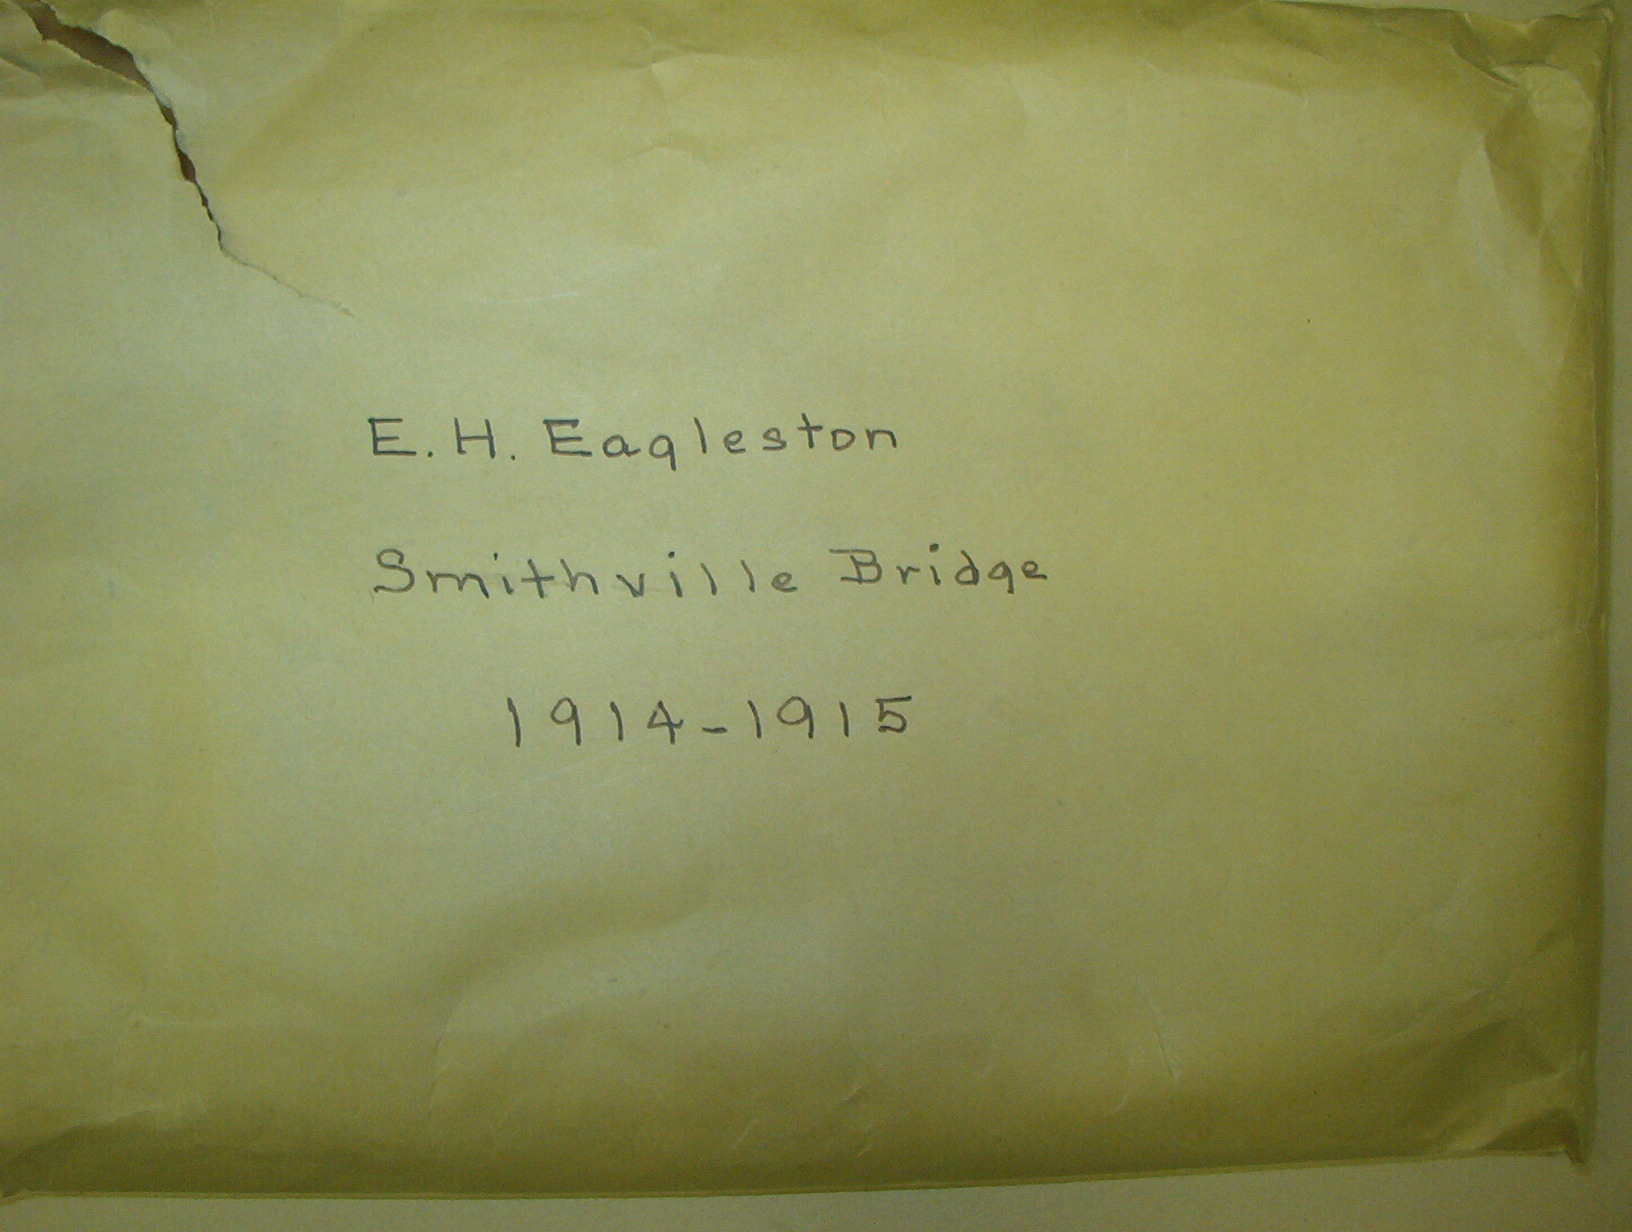 E. H. Eagleston
Smithville Bridge
1914-1915